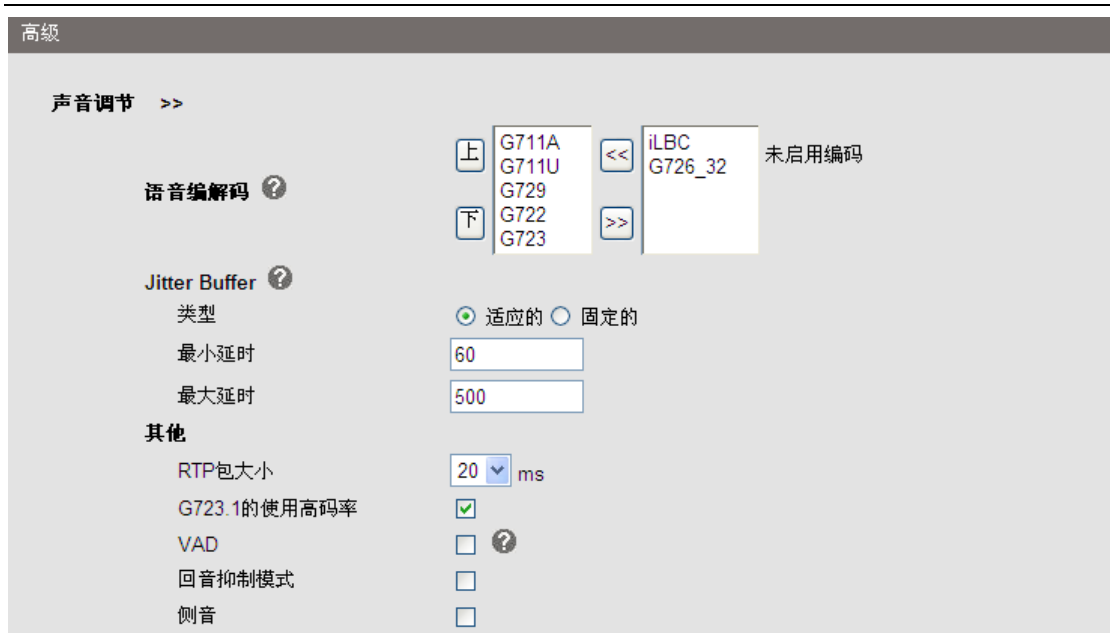 高级
声音调节 >>
语音编解码 ?
上
下
G711A
G711U
G729
G722
G723
<<
>>
iLBC
G726_32
未启用编码
Jitter Buffer ?
类型 适应的 固定的
最小延时 60
最大延时 500
其他
RTP包大小 20 ms
G723.1的使用高码率
VAD ?
回音抑制模式
侧音